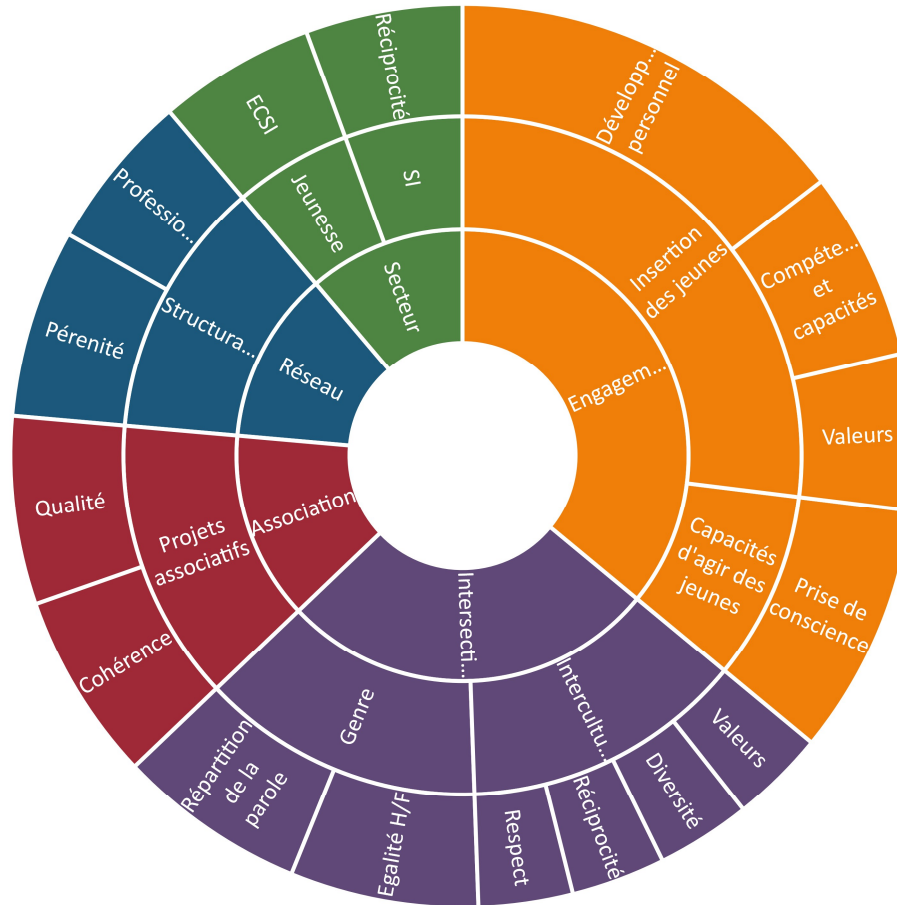 Développ...
personnel
Compéte...
et
capacités
Valeurs
Prise de
conscience
Insertion
des jeunes
Capacités
d'agir des
jeunes
Engagem...
Valeurs
Diversité
Réciprocité
Respect
Intercultu...
Egalité H/F
Répartition
de la
parole
Genre
Intersecti...
Cohérence
Qualité
Projets
associatifs
Association
Pérenité
Professio...
Structura...
Réseau
ECSI
Réciprocité
Jeunesse
SI
Secteur